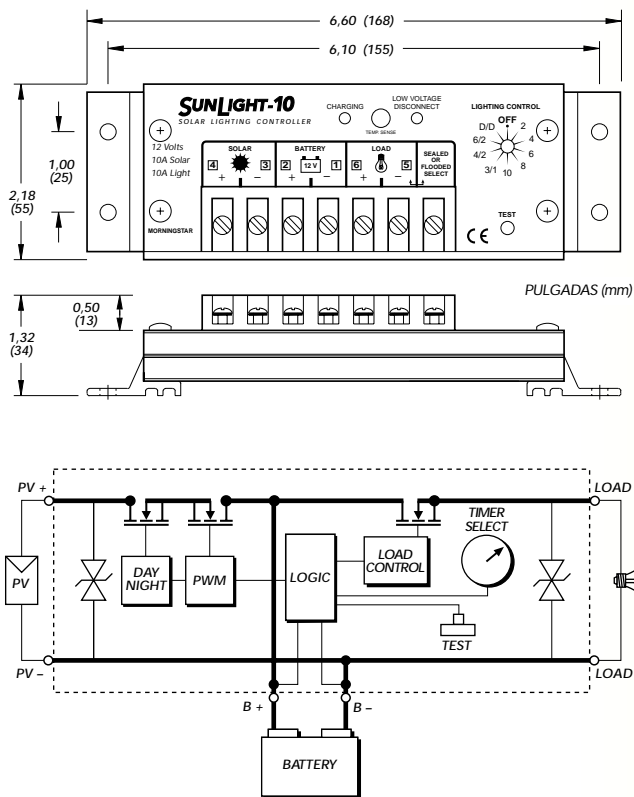 6,60 (168)
6,10 (155)
2,18
(55)
1,00
(25)
SUNLIGHT-10
SOLAR LIGHTING CONTROLLER
CHARGING
TEMP. SENSE
LOW VOLTAGE
DISCONNECT
LIGHTING CONTROL
OFF
D/D 2
6/2 4
4/2 6
3/1 10 8
12 Volts
10A Solar
10A Light
SOLAR BATTERY LOAD
4 3 2 12 V 1 6 5
+ − + − + −
SEALED
OR
FLOODED
SELECT
MORNINGSTAR
CE
TEST
PULGADAS (mm)
0,50
(13)
1,32
(34)
PV +
LOAD
TIMER
SELECT
PV
DAY
NIGHT
PWM
LOGIC
LOAD
CONTROL
TEST
PV −
LOAD
B + B −
BATTERY